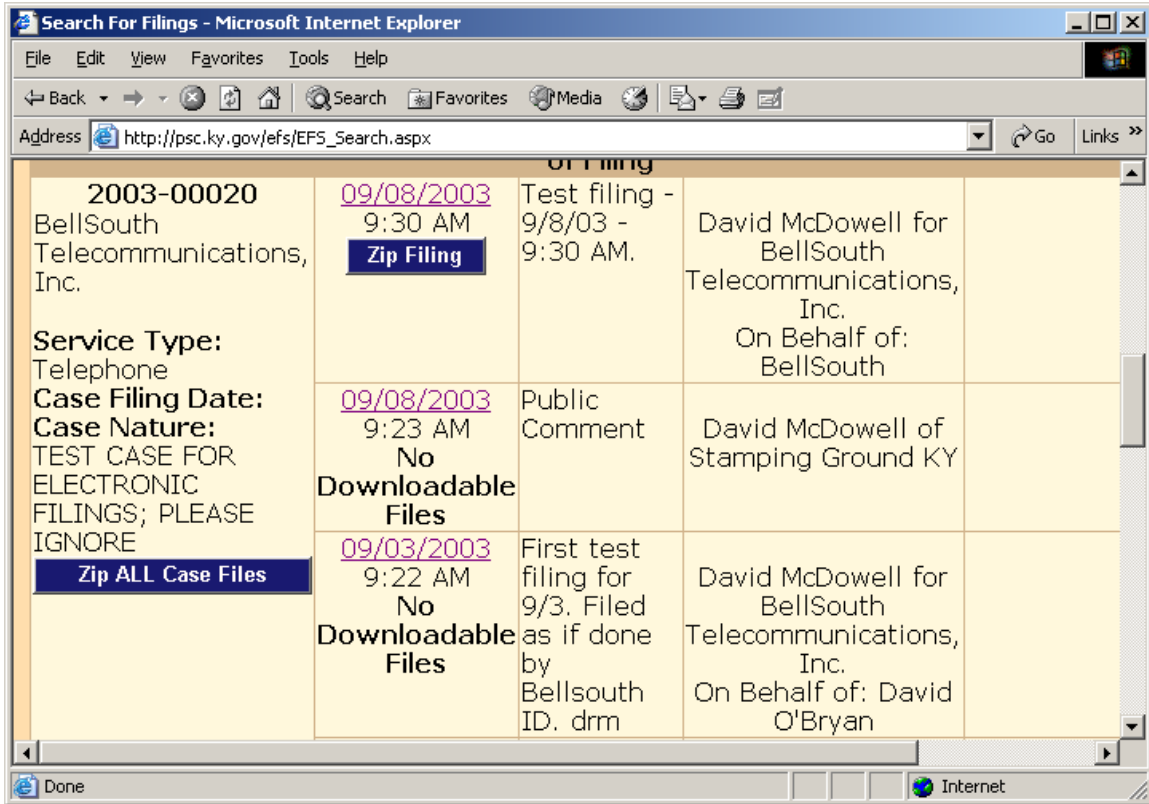 Search For Filings - Microsoft Internet Explorer
File Edit View Favorites Tools Help
Back Search Favorites Media
Address http://psc.ky.gov/efs/EFS_Search.aspx Go Links »
of Filing
2003-00020
BellSouth
Telecommunications,
Inc.
Service Type:
Telephone
Case Filing Date:
Case Nature:
TEST CASE FOR
ELECTRONIC
FILINGS; PLEASE
IGNORE
Zip ALL Case Files
09/08/2003
9:30 AM
Zip Filing
Test filing -
9/8/03 -
9:30 AM.
David McDowell for
BellSouth
Telecommunications,
Inc.
On Behalf of:
BellSouth
09/08/2003
9:23 AM
No
Downloadable
Files
Public
Comment
David McDowell of
Stamping Ground KY
09/03/2003
9:22 AM
No
Downloadable
Files
First test
filing for
9/3. Filed
as if done
by
Bellsouth
ID. drm
David McDowell for
BellSouth
Telecommunications,
Inc.
On Behalf of: David
O'Bryan
Done Internet